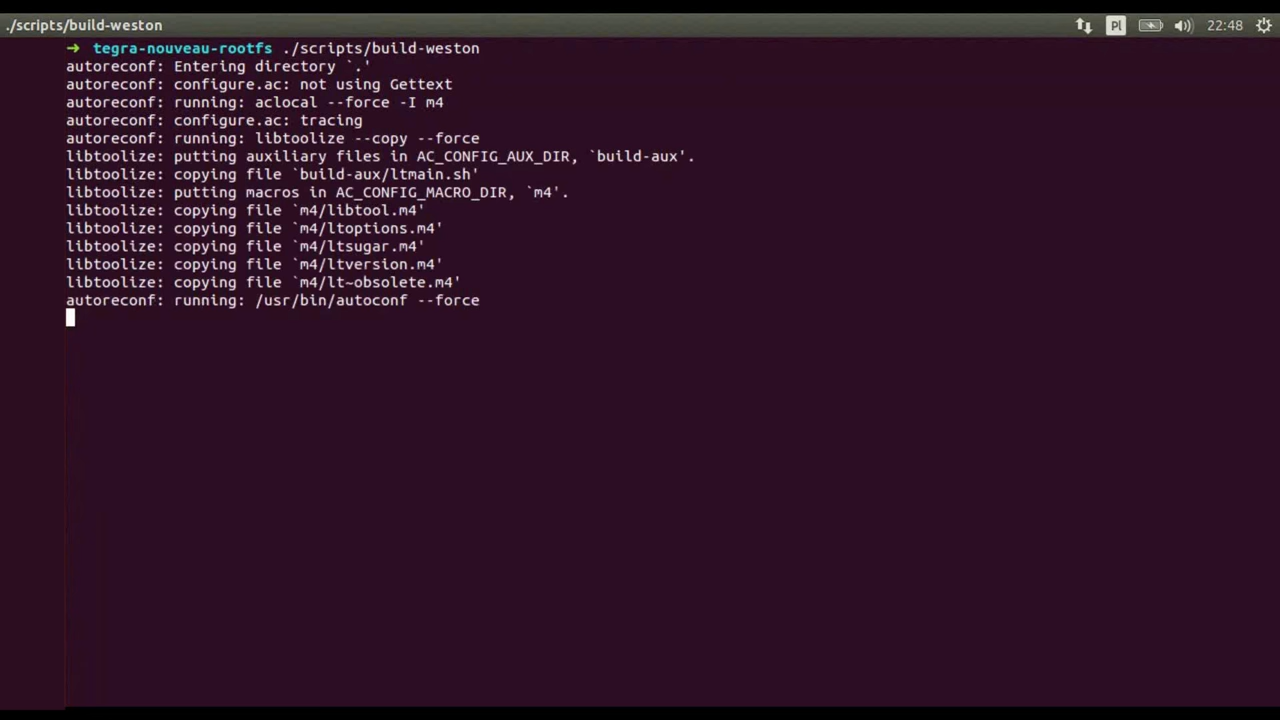 ./scripts/build-weston
Pl
22:48
➜ tegra-nouveau-rootfs ./scripts/build-weston
autoreconf: Entering directory `.'
autoreconf: configure.ac: not using Gettext
autoreconf: running: aclocal --force -I m4
autoreconf: configure.ac: tracing
autoreconf: running: libtoolize --copy --force
libtoolize: putting auxiliary files in AC_CONFIG_AUX_DIR, `build-aux'.
libtoolize: copying file `build-aux/ltmain.sh'
libtoolize: putting macros in AC_CONFIG_MACRO_DIR, `m4'.
libtoolize: copying file `m4/libtool.m4'
libtoolize: copying file `m4/ltoptions.m4'
libtoolize: copying file `m4/ltsugar.m4'
libtoolize: copying file `m4/ltversion.m4'
libtoolize: copying file `m4/lt~obsolete.m4'
autoreconf: running: /usr/bin/autoconf --force